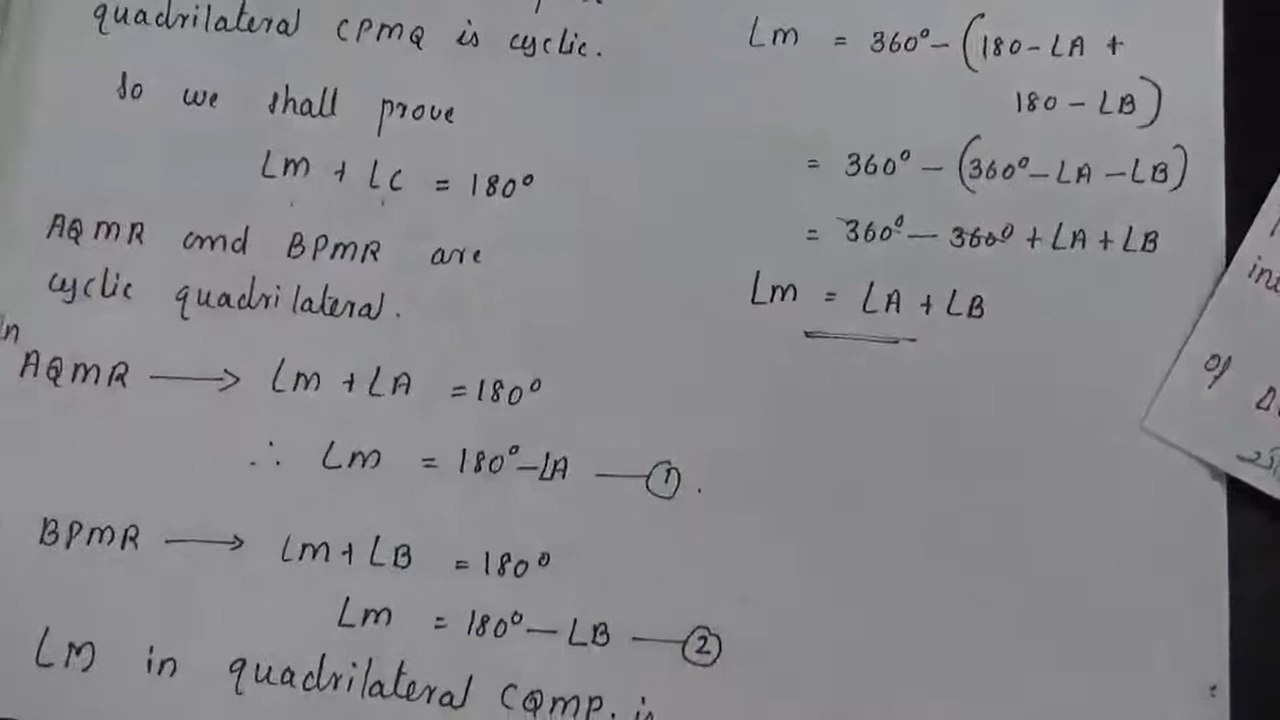 quadrilateral CPMQ is cyclic.
So we shall prove
∠m + ∠C = 180°
AQMR and BPMR are
cyclic quadrilateral.
in
AQMR ⟶ ∠m + ∠A = 180°
∴ ∠m = 180° – ∠A — ①.
BPMR ⟶ ∠m + ∠B = 180°
∠m = 180° – ∠B — ②
∠M in quadrilateral CQMP. is
∠m = 360° – (180 – ∠A +
180 – ∠B)
= 360° – (360° – ∠A – ∠B)
= 360° – 360° + ∠A + ∠B
∠m = ∠A + ∠B
of